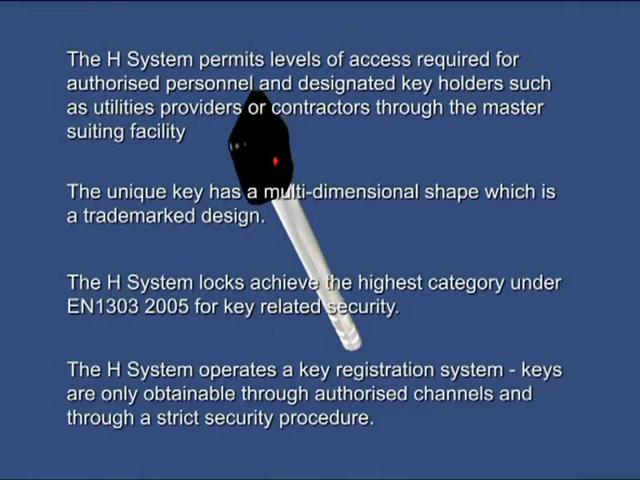 The H System permits levels of access required for
authorised personnel and designated key holders such
as utilities providers or contractors through the master
suiting facility
The unique key has a multi-dimensional shape which is
a trademarked design.
The H System locks achieve the highest category under
EN1303 2005 for key related security.
The H System operates a key registration system - keys
are only obtainable through authorised channels and
through a strict security procedure.